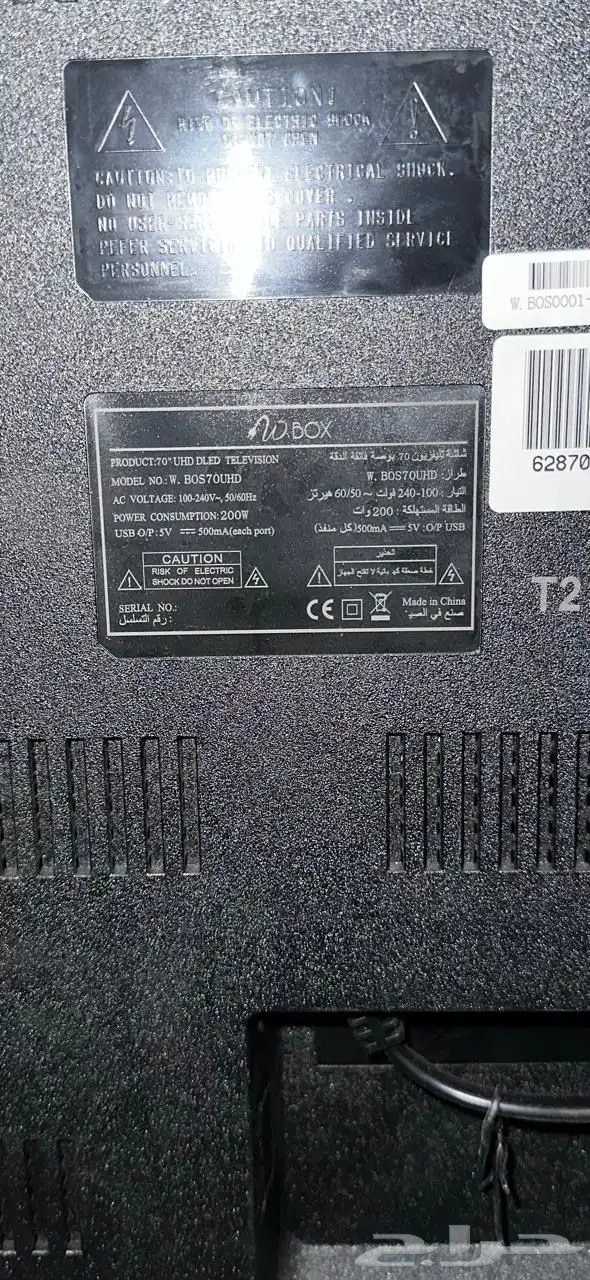 CAUTION!
RISK OF ELECTRIC SHOCK
DO NOT OPEN
CAUTION:TO PREVENT ELECTRICAL SHOCK.
DO NOT REMOVE COVER .
NO USER-SERVICEABLE PARTS INSIDE
REFER SERVICING TO QUALIFIED SERVICE
PERSONNEL.
W.BOS0001-
62870
W.BOX
PRODUCT:70" UHD DLED TELEVISION
MODEL NO.: W. BOS70UHD
AC VOLTAGE: 100-240V~, 50/60Hz
POWER CONSUMPTION: 200W
USB O/P: 5V ⎓ 500mA(each port)
CAUTION
RISK OF ELECTRIC
SHOCK DO NOT OPEN
SERIAL NO.:
رقم التسلسل:
شاشة تليفزيون 70 بوصة فائقة الدقة
طراز: W. BOS70UHD
التيار: 100-240 فولت ~ 60/50 هيرتز
الطاقة المستهلكة: 200 وات
5V: O/P USB ⎓ 500mA(كل منفذ)
التحذير
لا تفتح الجهاز
CE
Made in China
صنع في الصين
T2
حراج